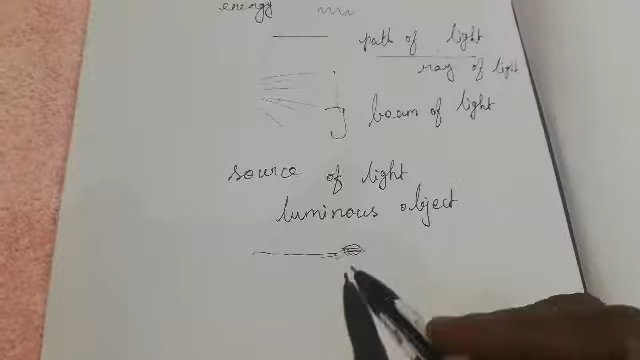 energy
path of light
ray of light
beam of light
source of light
luminous object